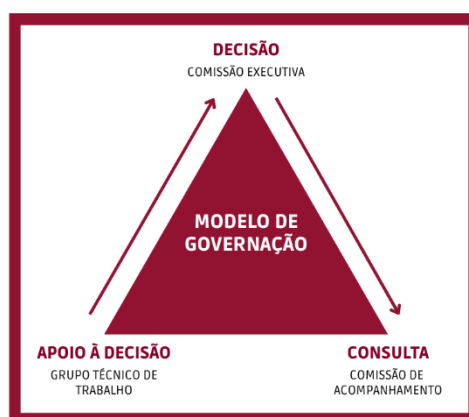 DECISÃO
COMISSÃO EXECUTIVA
MODELO DE
GOVERNAÇÃO
APOIO À DECISÃO
GRUPO TÉCNICO DE
TRABALHO
CONSULTA
COMISSÃO DE
ACOMPANHAMENTO